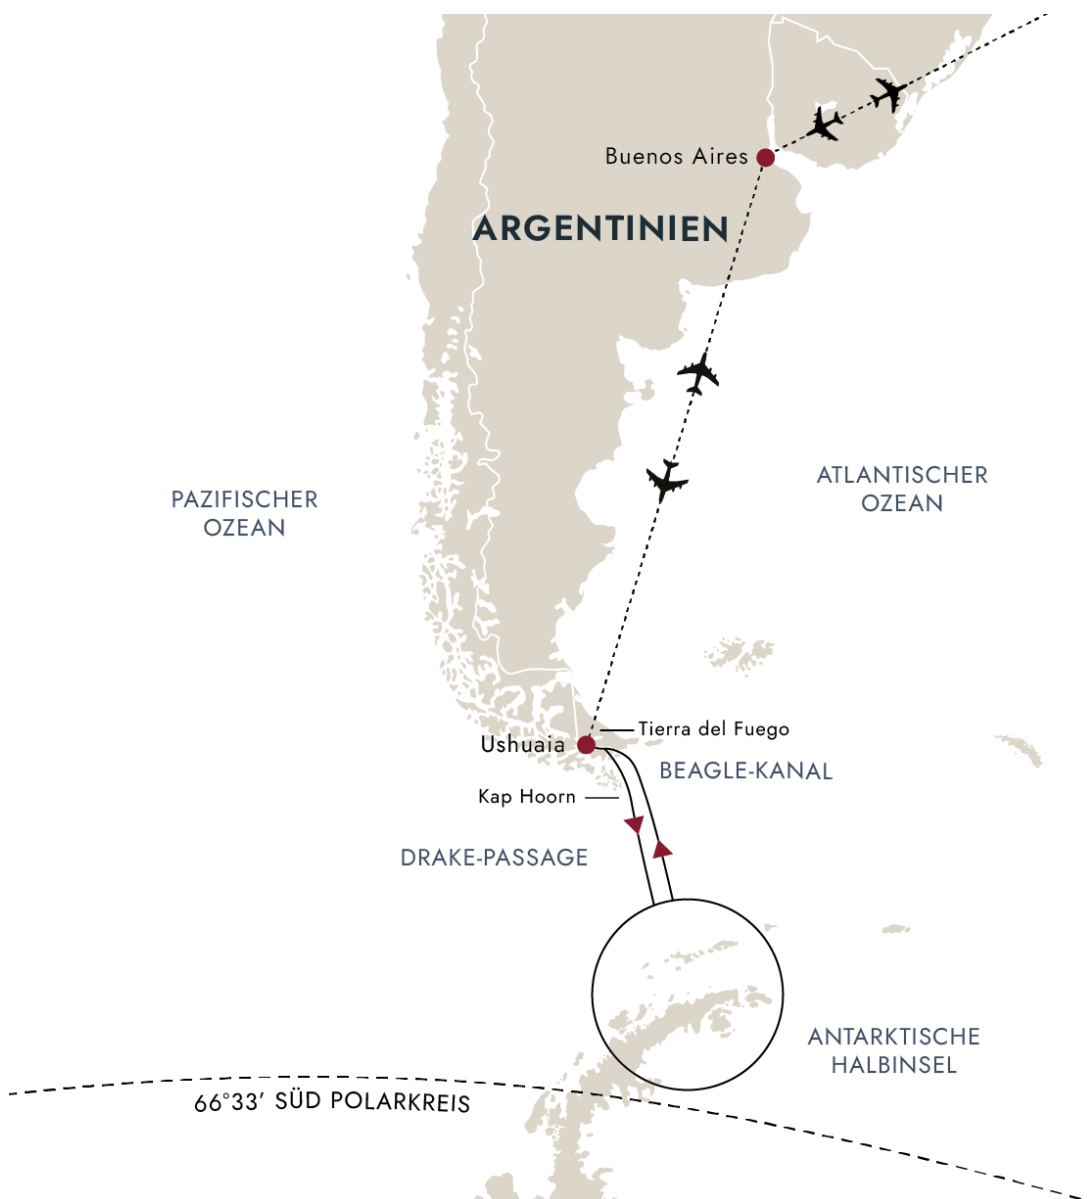 Buenos Aires
ARGENTINIEN
ATLANTISCHER
OZEAN
PAZIFISCHER
OZEAN
Tierra del Fuego
Ushuaia
BEAGLE-KANAL
Kap Hoorn
DRAKE-PASSAGE
ANTARKTISCHE
HALBINSEL
66°33’ SÜD POLARKREIS